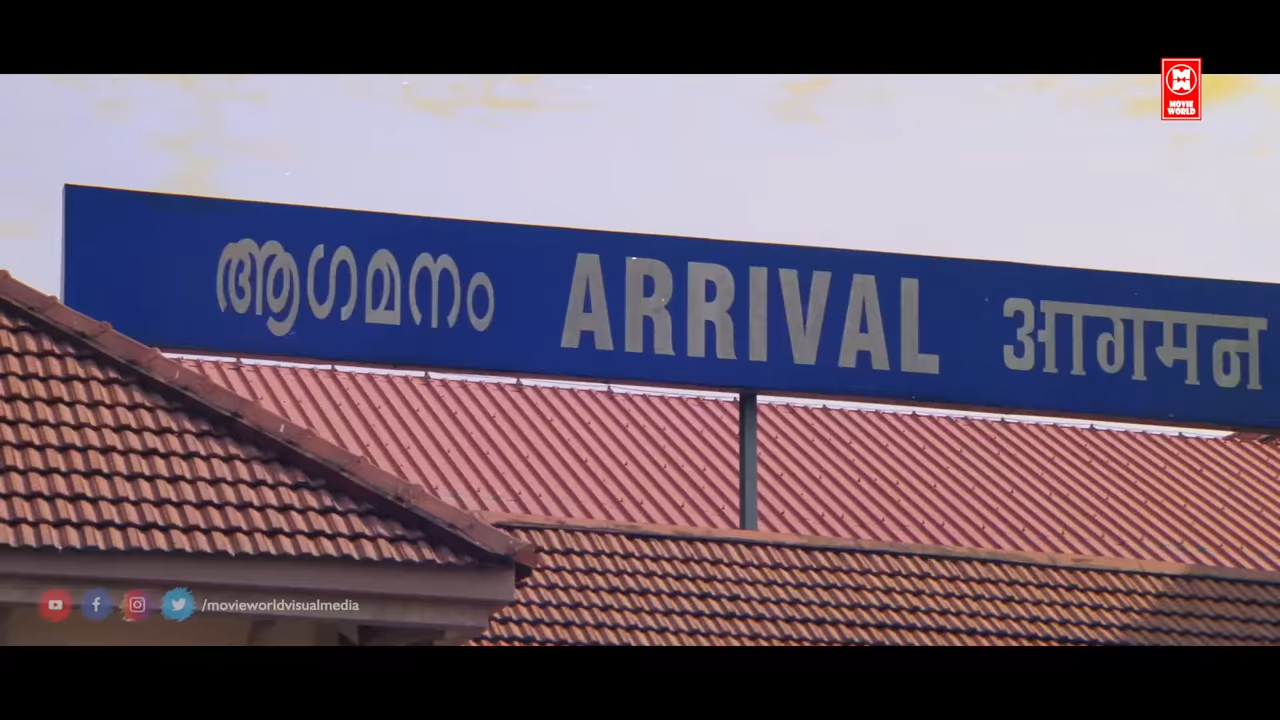 MOVIE
WORLD
ആഗമനം ARRIVAL आगमन
/movieworldvisualmedia